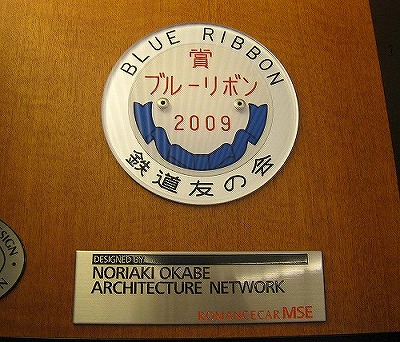 BLUE RIBBON
賞
ブルーリボン
2009
鉄道友の会
DESIGNED BY
NORIAKI OKABE
ARCHITECTURE NETWORK
ROMANCECAR MSE